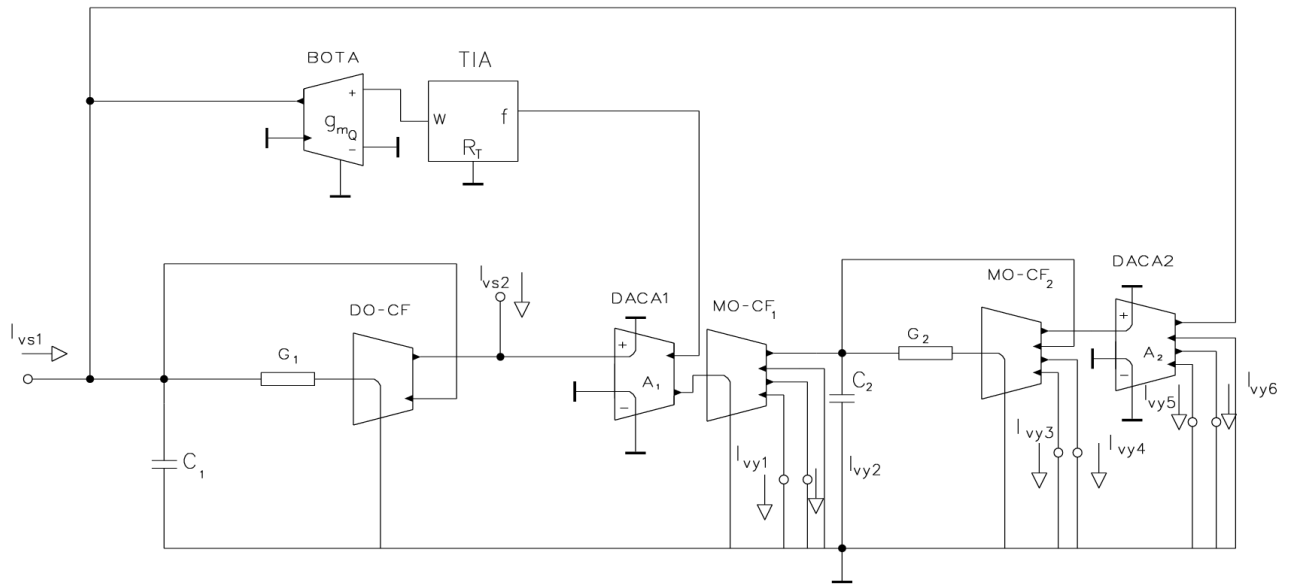 BOTA
TIA
+
g_mQ
−
w
f
R_T
DACA2
MO-CF_2
I_vs2
DACA1
MO-CF_1
DO-CF
+
A_2
−
I_vs1
G_1
+
A_1
−
G_2
C_2
I_vy5
I_vy6
C_1
I_vy1
I_vy2
I_vy3
I_vy4